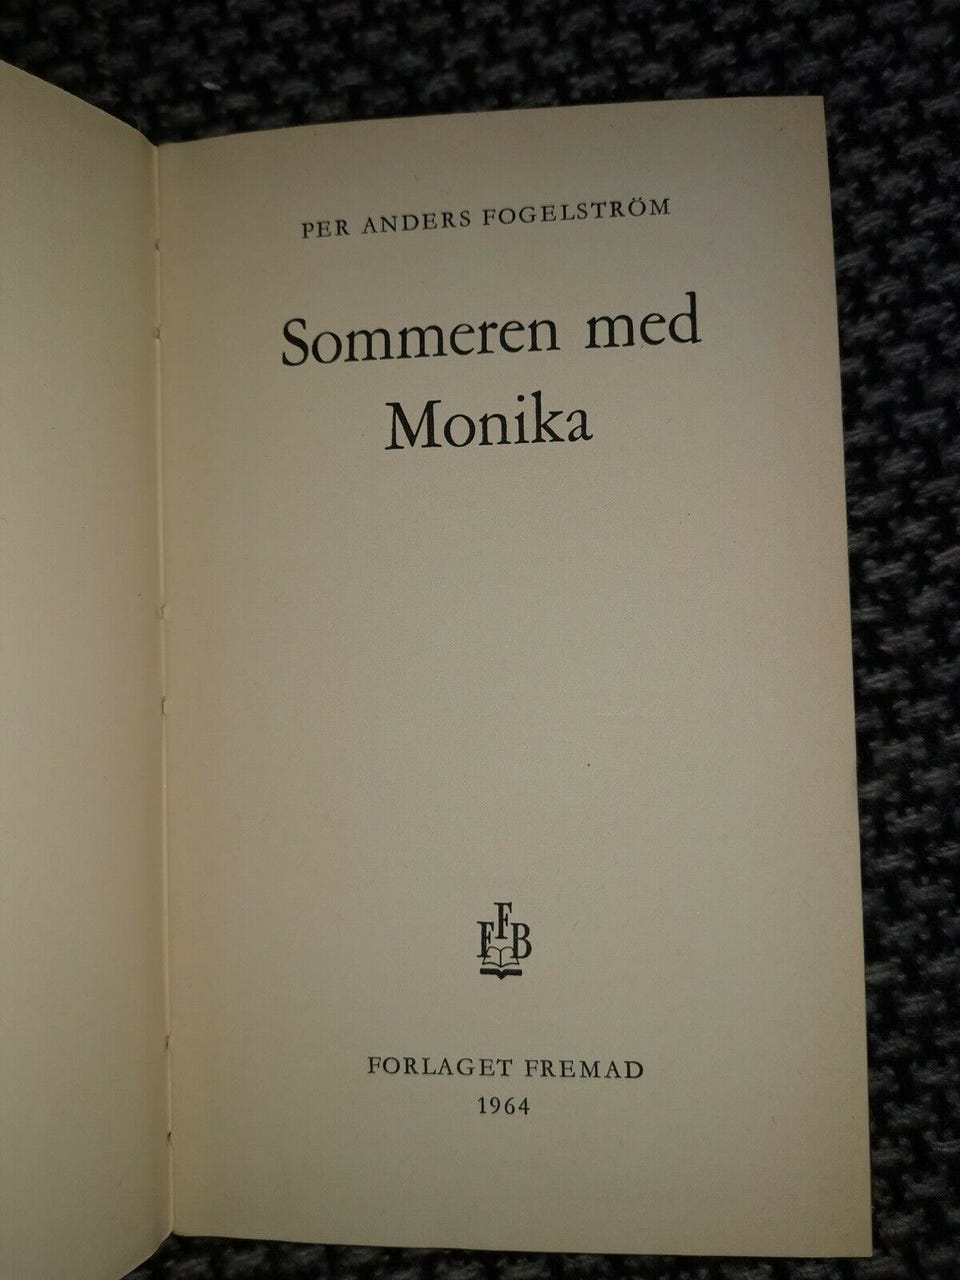 PER ANDERS FOGELSTRÖM
Sommeren med
Monika
FFB
FORLAGET FREMAD
1964